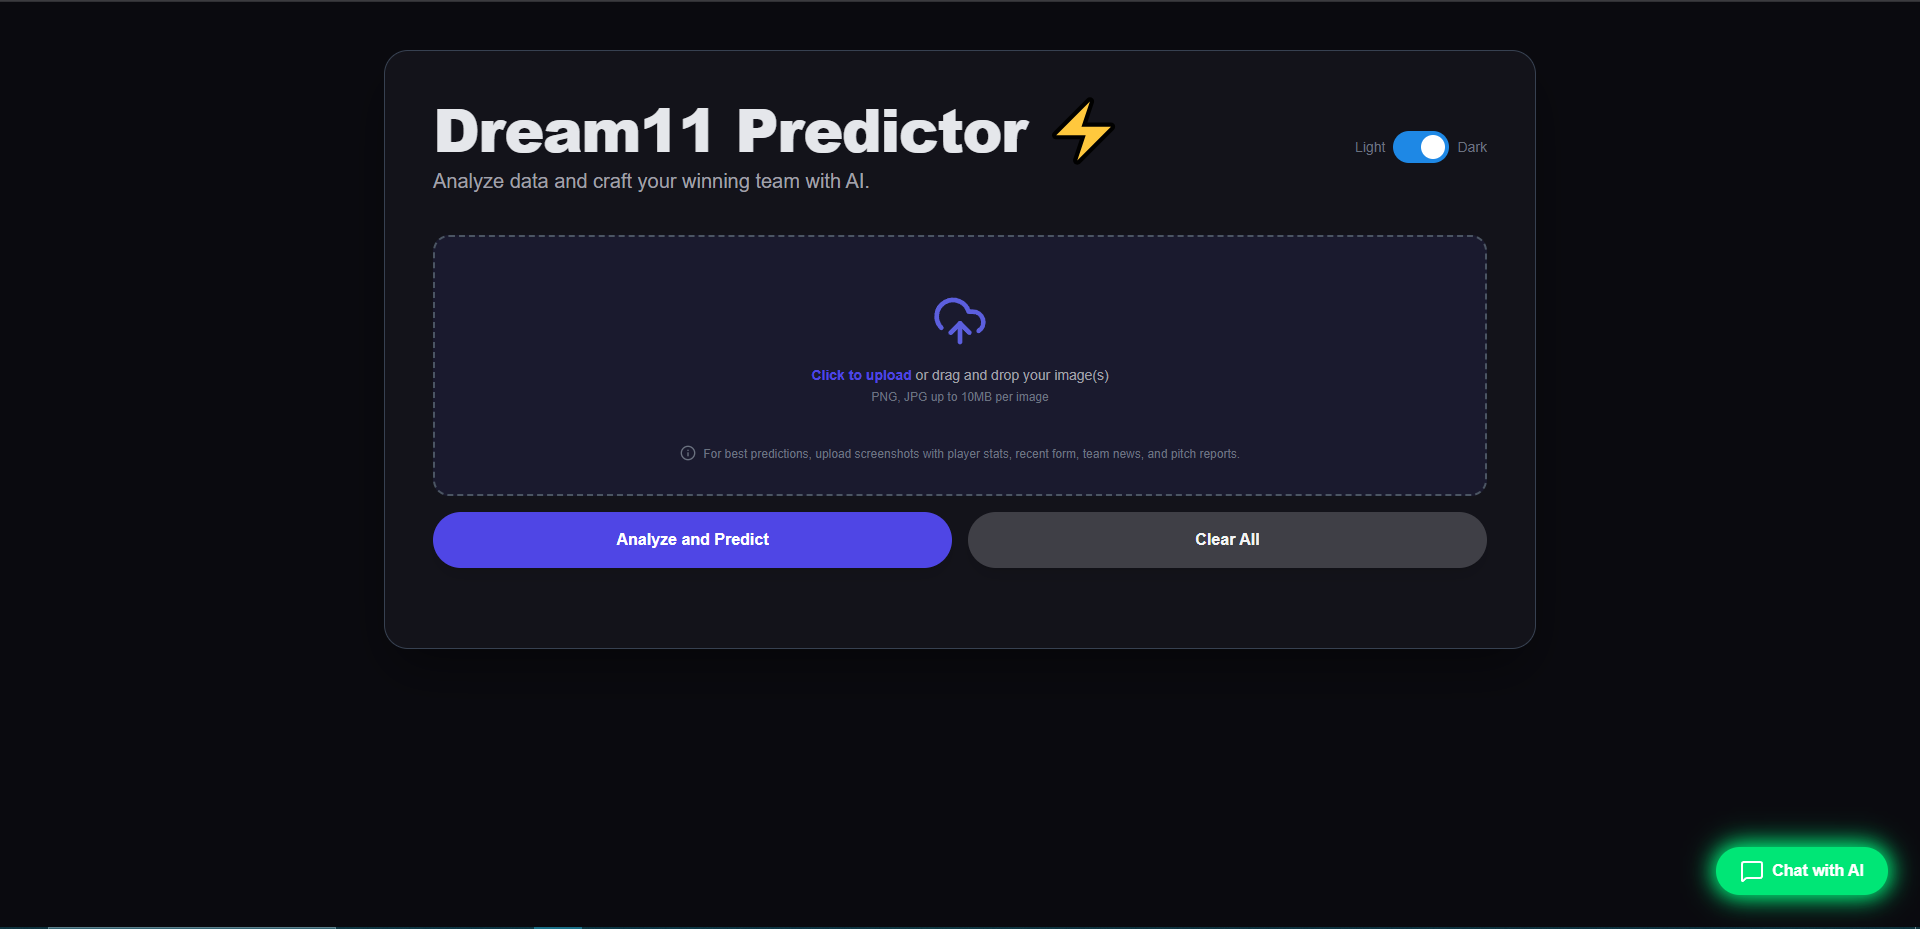 Dream11 Predictor ⚡
Analyze data and craft your winning team with AI.
Light Dark
Click to upload or drag and drop your image(s)
PNG, JPG up to 10MB per image
For best predictions, upload screenshots with player stats, recent form, team news, and pitch reports.
Analyze and Predict
Clear All
Chat with AI